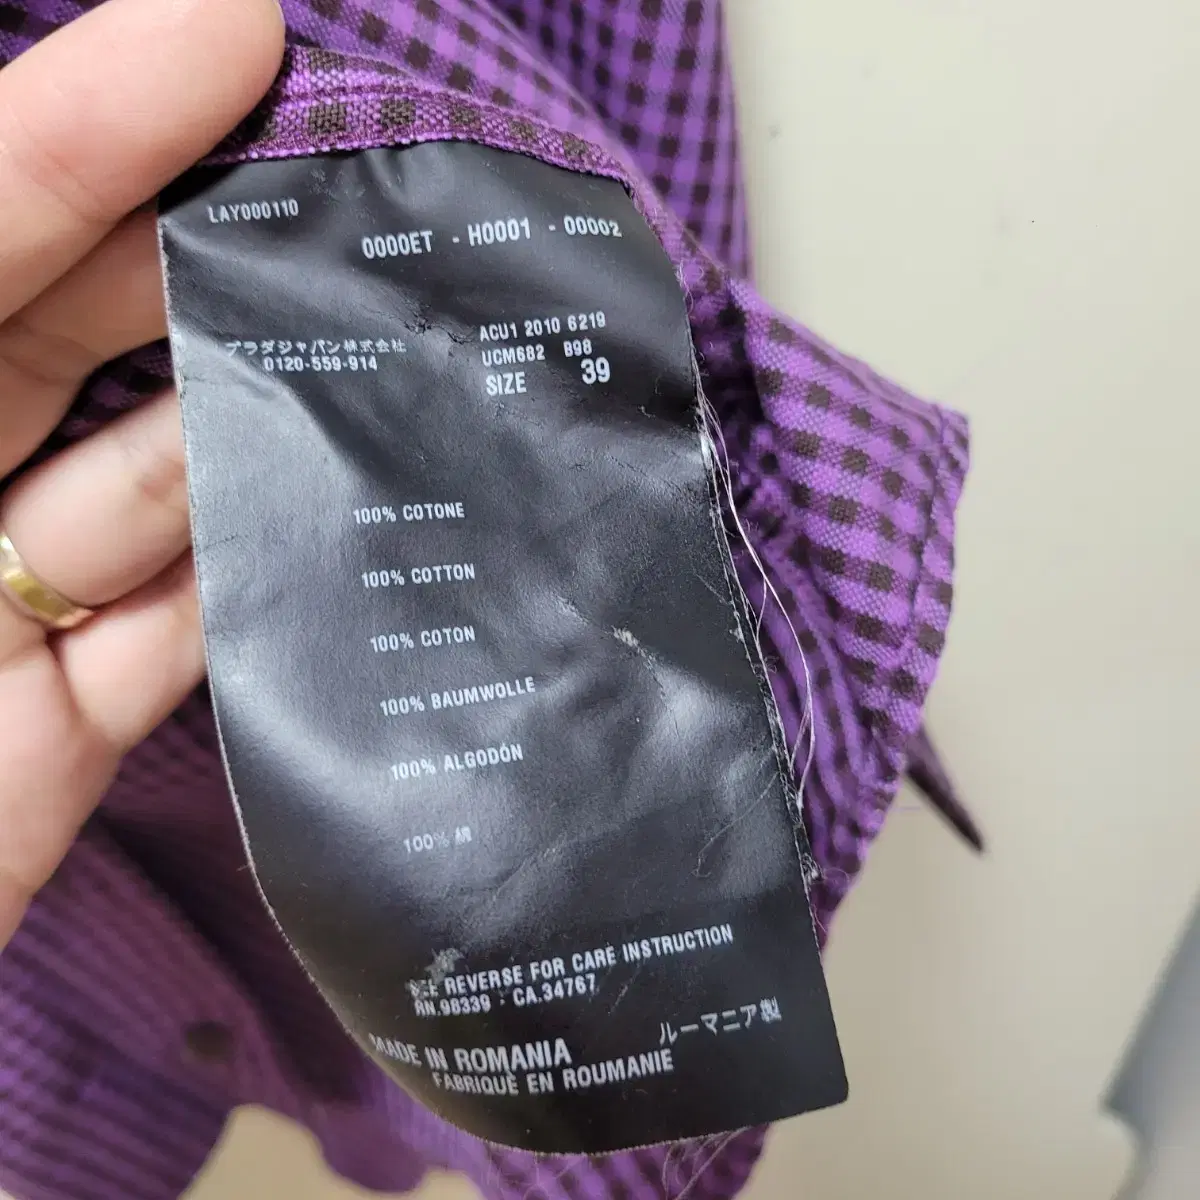 LAY000110
0000ET - H0001 - 00002
ACU1 2010 6219
プラダジャパン株式会社
UCM682 B98
0120-559-914
SIZE 39
100% COTONE
100% COTTON
100% COTON
100% BAUMWOLLE
100% ALGODÓN
100% 綿
SEE REVERSE FOR CARE INSTRUCTION
RN.98339 · CA.34767
ルーマニア製
MADE IN ROMANIA
FABRIQUÈ EN ROUMANIE